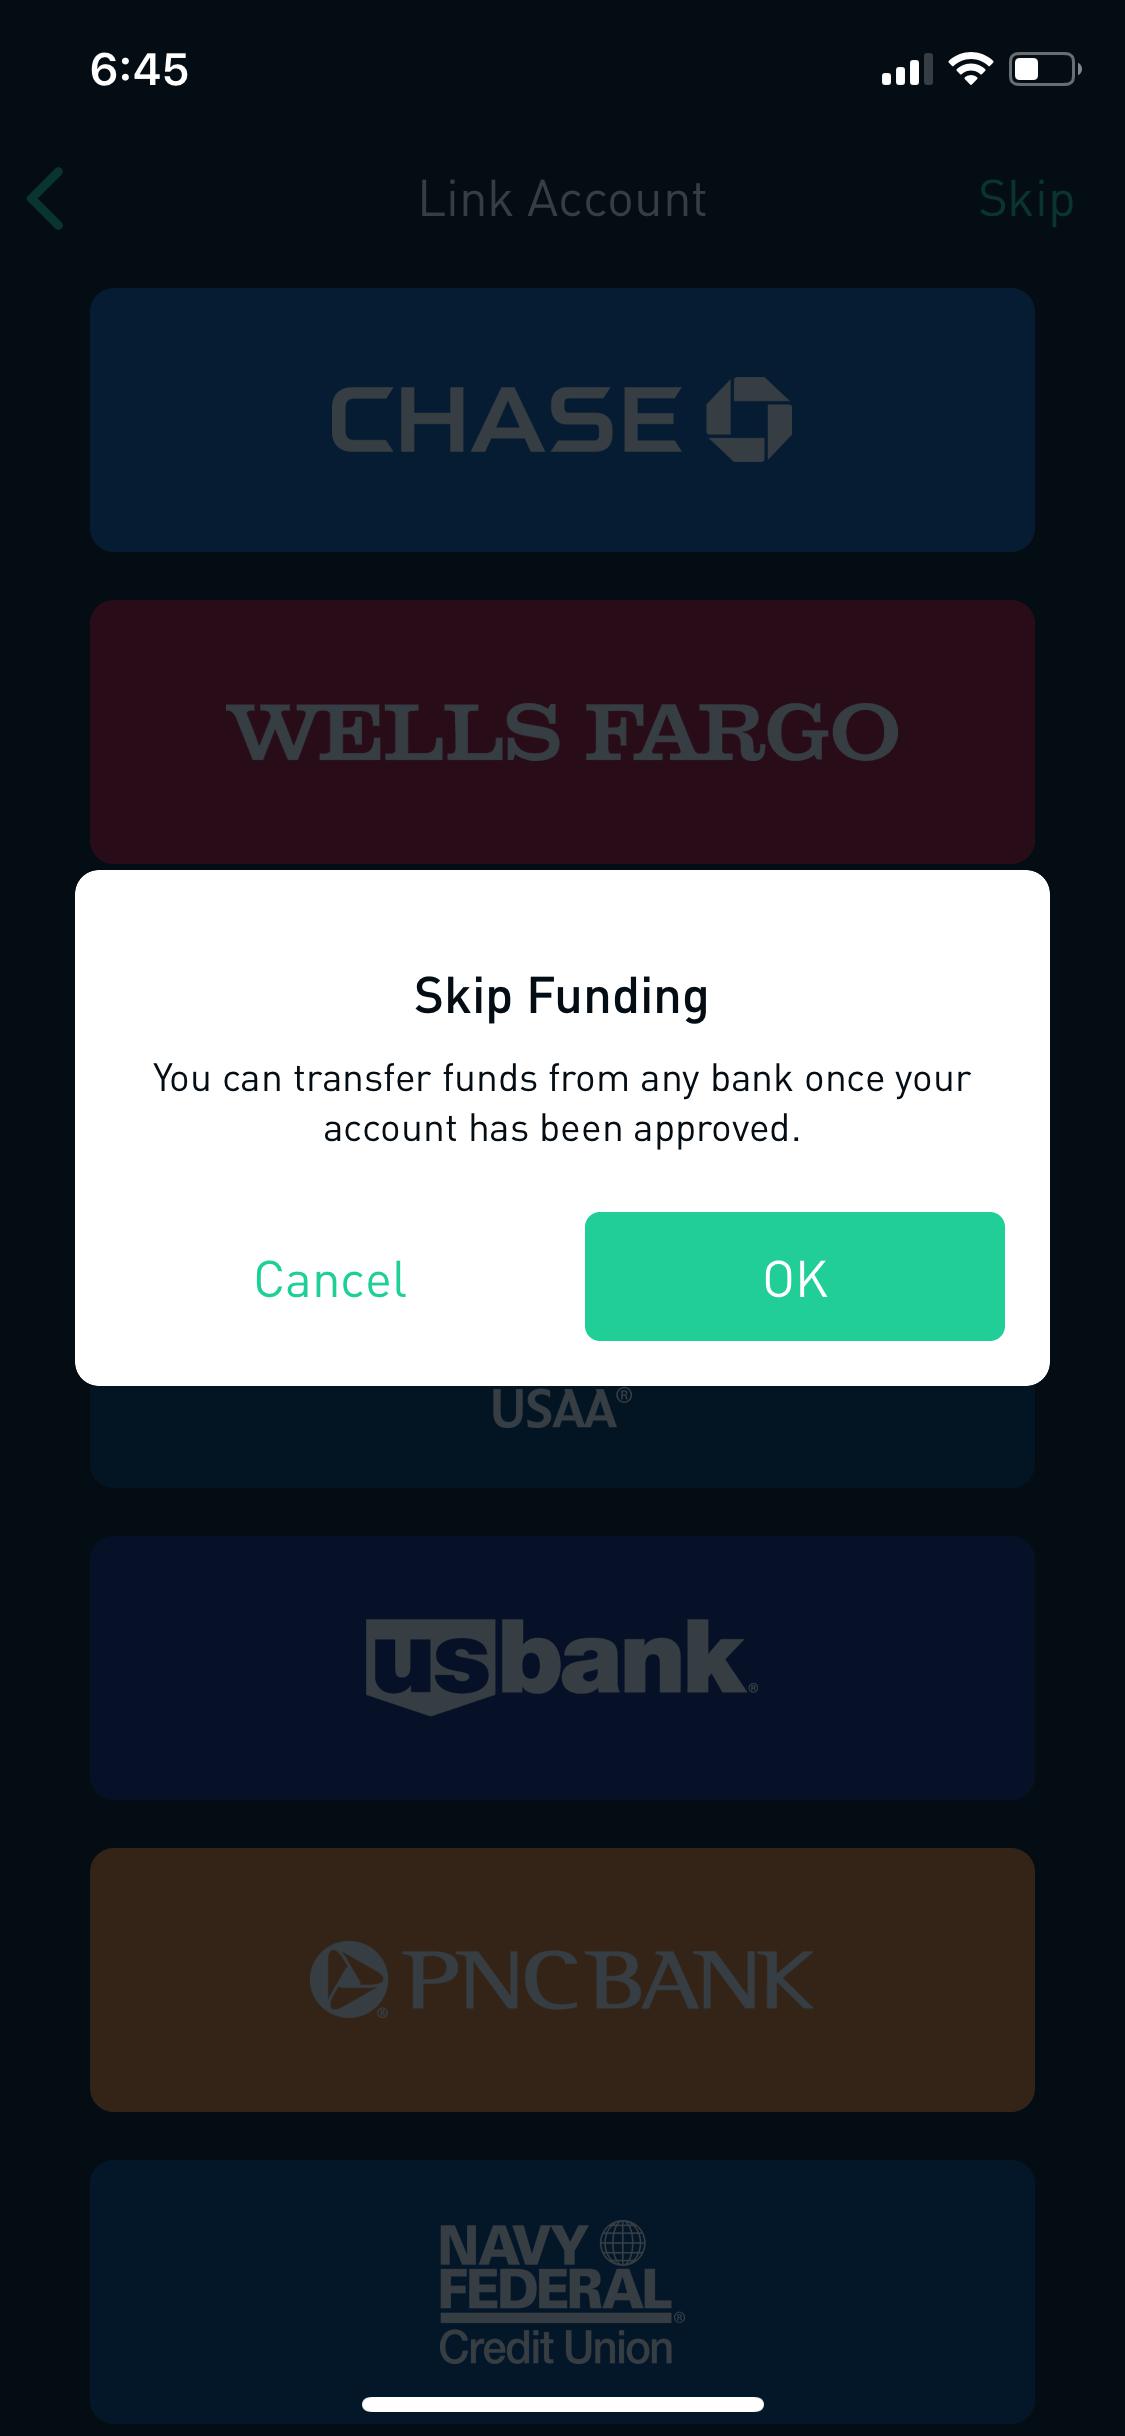 6:45
Link Account
Skip
CHASE
WELLS FARGO
Skip Funding
You can transfer funds from any bank once your
account has been approved.
Cancel
OK
USAA®
usbank®
PNC BANK
NAVY
FEDERAL®
Credit Union